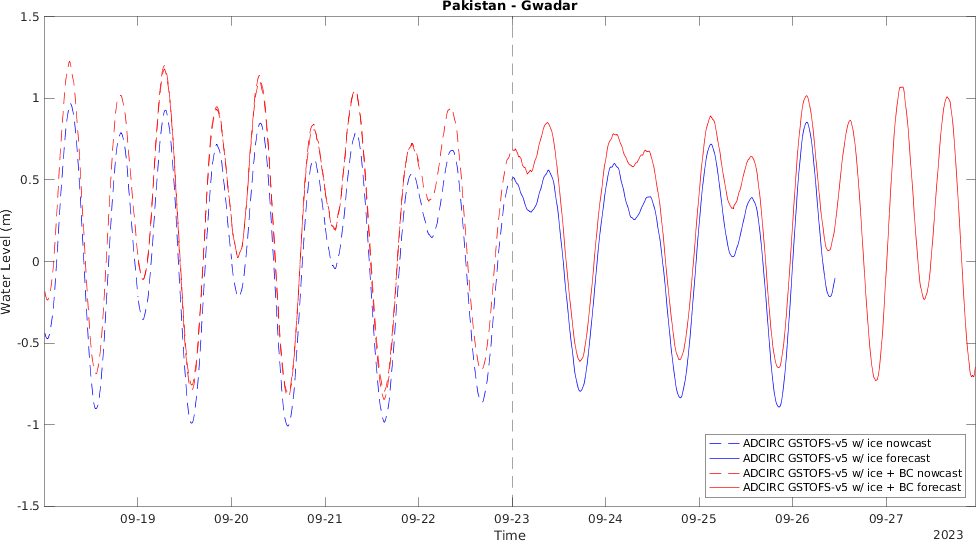 Pakistan - Gwadar
1.5
1
0.5
0
-0.5
-1
-1.5
Water Level (m)
09-19
09-20
09-21
09-22
09-23
09-24
09-25
09-26
09-27
Time
2023
ADCIRC GSTOFS-v5 w/ ice nowcast
ADCIRC GSTOFS-v5 w/ ice forecast
ADCIRC GSTOFS-v5 w/ ice + BC nowcast
ADCIRC GSTOFS-v5 w/ ice + BC forecast